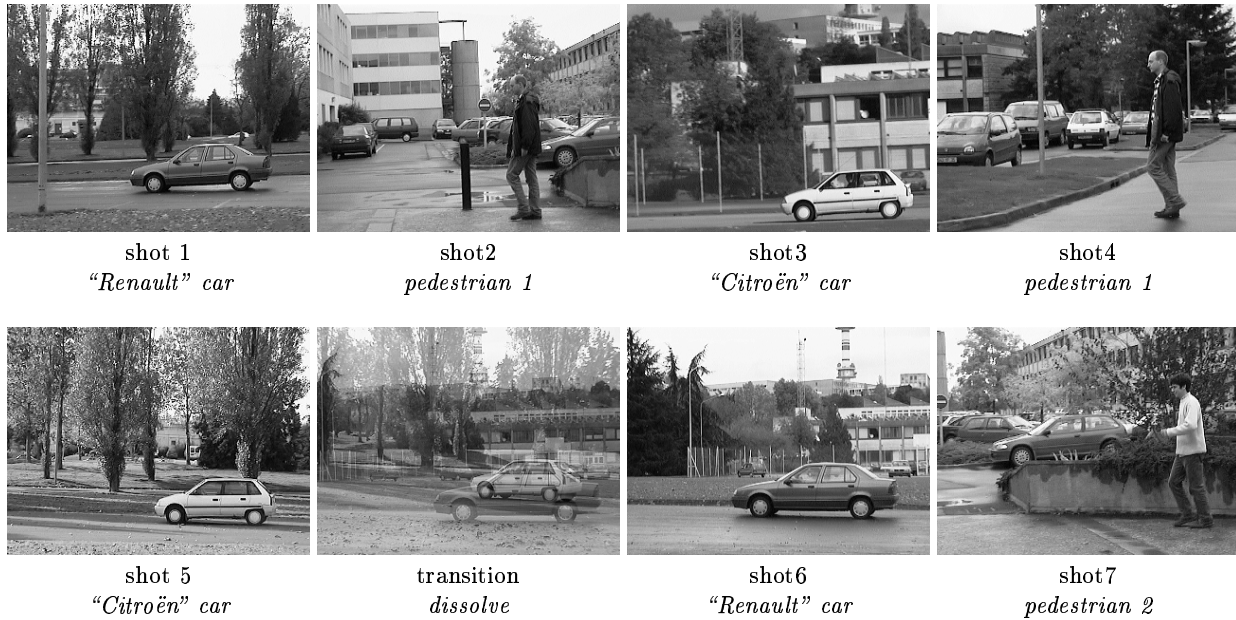 shot 1
“Renault” car
shot2
pedestrian 1
shot3
“Citroën” car
shot4
pedestrian 1
shot 5
“Citroën” car
transition
dissolve
shot6
“Renault” car
shot7
pedestrian 2